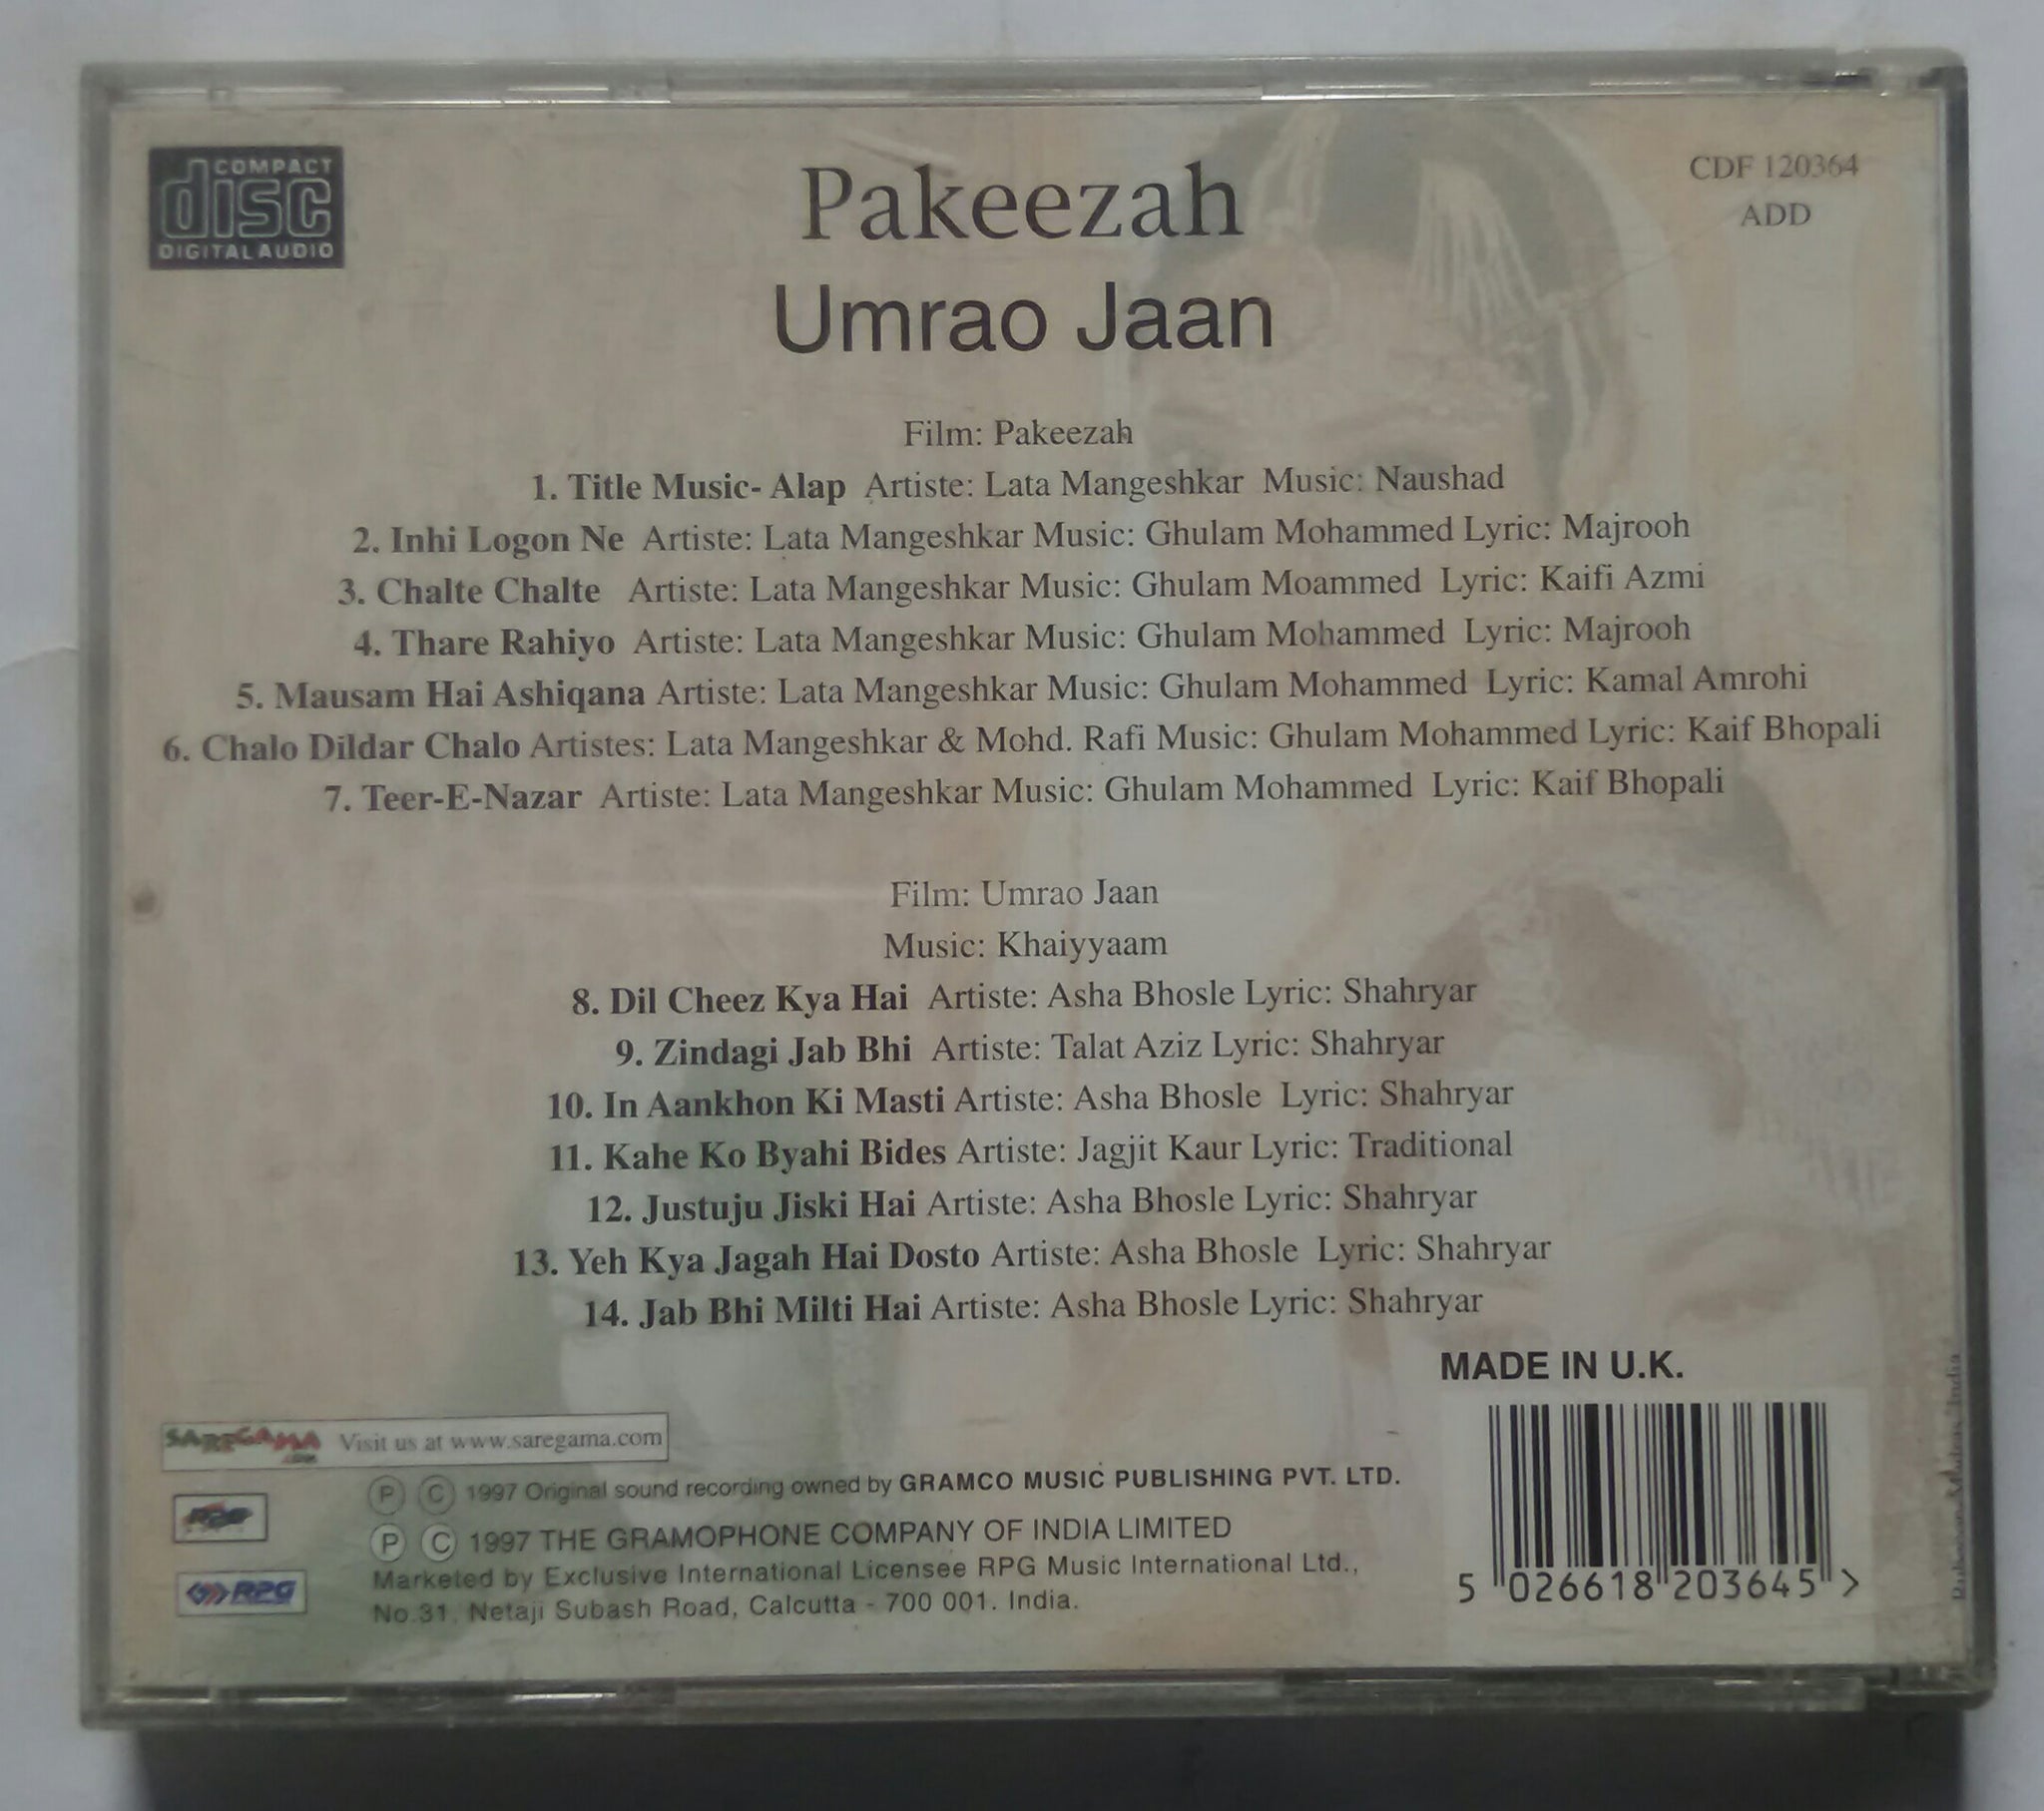 COMPACT
disc
DIGITAL AUDIO
Pakeezah
Umrao Jaan
CDF 120364
ADD
Film: Pakeezah
1. Title Music- Alap Artiste: Lata Mangeshkar Music: Naushad
2. Inhi Logon Ne Artiste: Lata Mangeshkar Music: Ghulam Mohammed Lyric: Majrooh
3. Chalte Chalte Artiste: Lata Mangeshkar Music: Ghulam Moammed Lyric: Kaifi Azmi
4. Thare Rahiyo Artiste: Lata Mangeshkar Music: Ghulam Mohammed Lyric: Majrooh
5. Mausam Hai Ashiqana Artiste: Lata Mangeshkar Music: Ghulam Mohammed Lyric: Kamal Amrohi
6. Chalo Dildar Chalo Artistes: Lata Mangeshkar & Mohd. Rafi Music: Ghulam Mohammed Lyric: Kaif Bhopali
7. Teer-E-Nazar Artiste: Lata Mangeshkar Music: Ghulam Mohammed Lyric: Kaif Bhopali
Film: Umrao Jaan
Music: Khaiyyaam
8. Dil Cheez Kya Hai Artiste: Asha Bhosle Lyric: Shahryar
9. Zindagi Jab Bhi Artiste: Talat Aziz Lyric: Shahryar
10. In Aankhon Ki Masti Artiste: Asha Bhosle Lyric: Shahryar
11. Kahe Ko Byahi Bides Artiste: Jagjit Kaur Lyric: Traditional
12. Justuju Jiski Hai Artiste: Asha Bhosle Lyric: Shahryar
13. Yeh Kya Jagah Hai Dosto Artiste: Asha Bhosle Lyric: Shahryar
14. Jab Bhi Milti Hai Artiste: Asha Bhosle Lyric: Shahryar
MADE IN U.K.
SAREGAMA .com Visit us at www.saregama.com
Ⓟ Ⓒ 1997 Original sound recording owned by GRAMCO MUSIC PUBLISHING PVT. LTD.
Ⓟ Ⓒ 1997 THE GRAMOPHONE COMPANY OF INDIA LIMITED
RPG
Marketed by Exclusive International Licensee RPG Music International Ltd.,
No.31, Netaji Subash Road, Calcutta - 700 001. India.
5 026618 203645 >